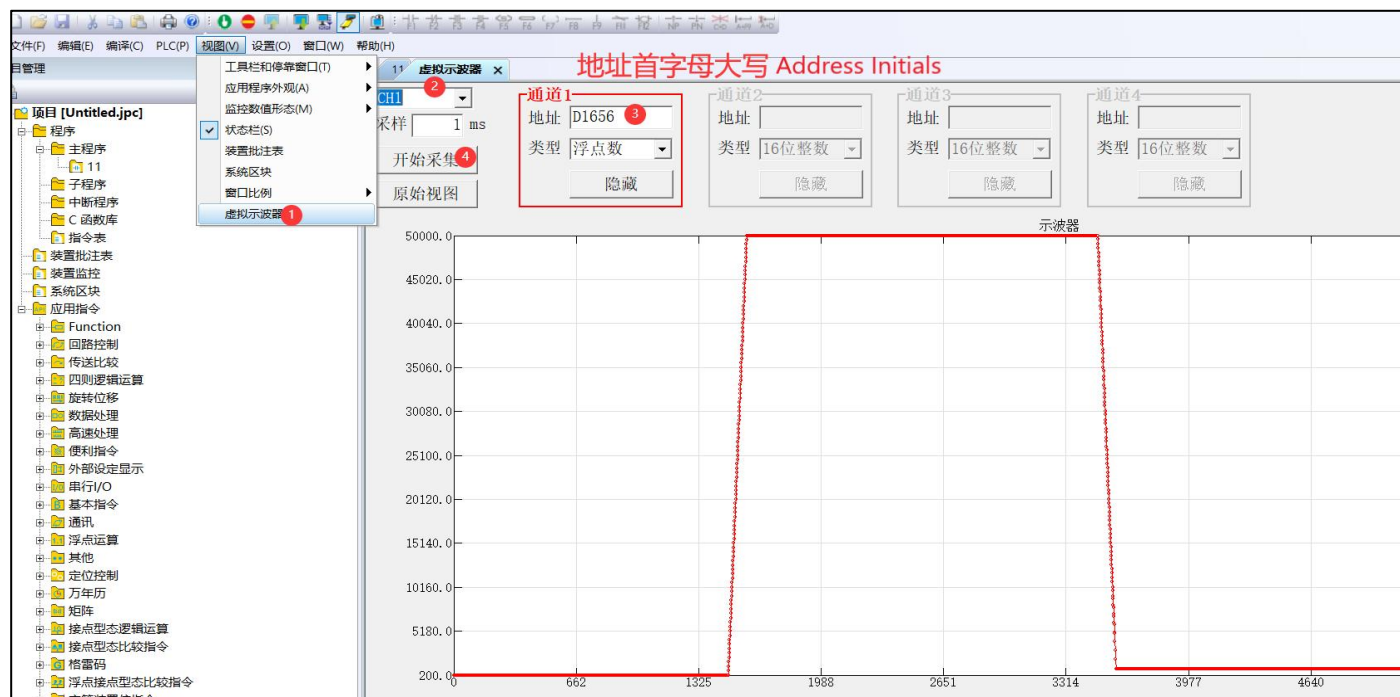 文件(F) 编辑(E) 编译(C) PLC(P) 视图(V) 设置(O) 窗口(W) 帮助(H)
目管理
项目 [Untitled.jpc]
程序
主程序
11
子程序
中断程序
C 函数库
指令表
装置批注表
装置监控
系统区块
应用指令
Function
回路控制
传送比较
四则逻辑运算
旋转位移
数据处理
高速处理
便利指令
外部设定显示
串行I/O
基本指令
通讯
浮点运算
其他
定位控制
万年历
矩阵
接点型态逻辑运算
接点型态比较指令
格雷码
浮点接点型态比较指令
工具栏和停靠窗口(T)
应用程序外观(A)
监控数值形态(M)
状态栏(S)
装置批注表
系统区块
窗口比例
虚拟示波器 1
11 虚拟示波器 x
地址首字母大写 Address Initials
CH1 2
采样 1 ms
开始采集 4
原始视图
通道1
地址 D1656 3
类型 浮点数
隐藏
通道2
地址
类型 16位整数
隐藏
通道3
地址
类型 16位整数
隐藏
通道4
地址
类型 16位整数
隐藏
示波器
50000.0
45020.0
40040.0
35060.0
30080.0
25100.0
20120.0
15140.0
10160.0
5180.0
200.0
0 662 1325 1988 2651 3314 3977 4640